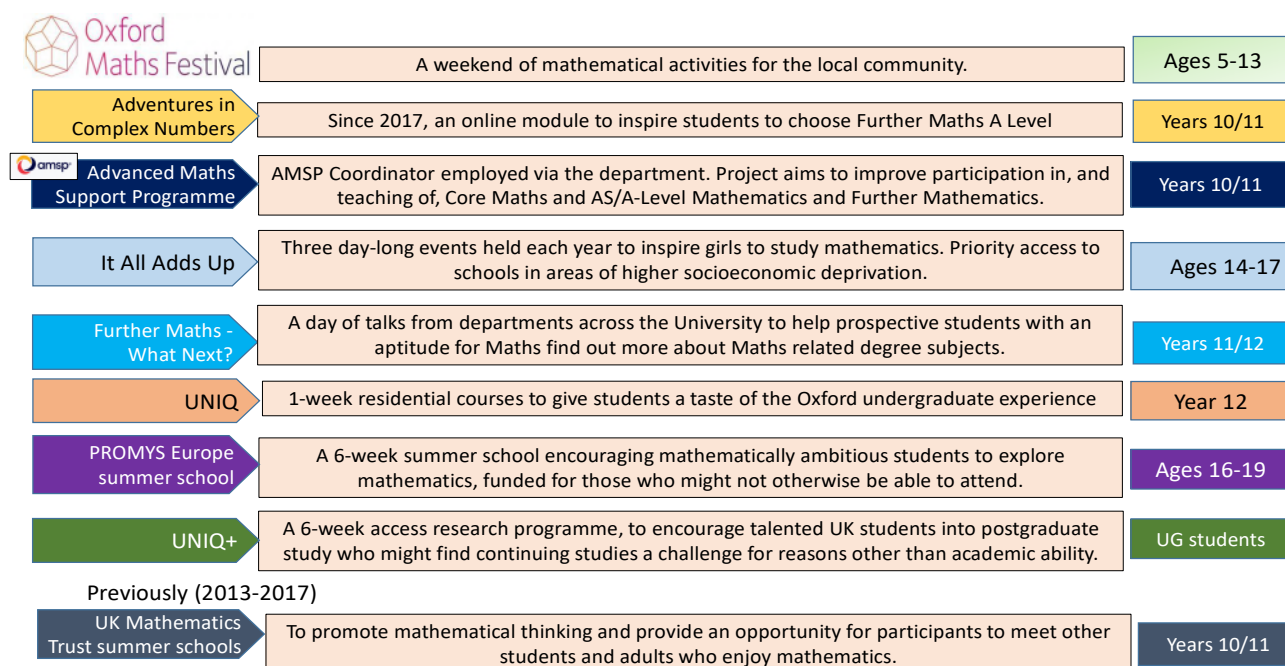 Oxford
Maths Festival
A weekend of mathematical activities for the local community.
Ages 5-13
Adventures in
Complex Numbers
Since 2017, an online module to inspire students to choose Further Maths A Level
Years 10/11
amsp
Advanced Maths
Support Programme
AMSP Coordinator employed via the department. Project aims to improve participation in, and
teaching of, Core Maths and AS/A-Level Mathematics and Further Mathematics.
Years 10/11
It All Adds Up
Three day-long events held each year to inspire girls to study mathematics. Priority access to
schools in areas of higher socioeconomic deprivation.
Ages 14-17
Further Maths -
What Next?
A day of talks from departments across the University to help prospective students with an
aptitude for Maths find out more about Maths related degree subjects.
Years 11/12
UNIQ
1-week residential courses to give students a taste of the Oxford undergraduate experience
Year 12
PROMYS Europe
summer school
A 6-week summer school encouraging mathematically ambitious students to explore
mathematics, funded for those who might not otherwise be able to attend.
Ages 16-19
UNIQ+
A 6-week access research programme, to encourage talented UK students into postgraduate
study who might find continuing studies a challenge for reasons other than academic ability.
UG students
Previously (2013-2017)
UK Mathematics
Trust summer schools
To promote mathematical thinking and provide an opportunity for participants to meet other
students and adults who enjoy mathematics.
Years 10/11